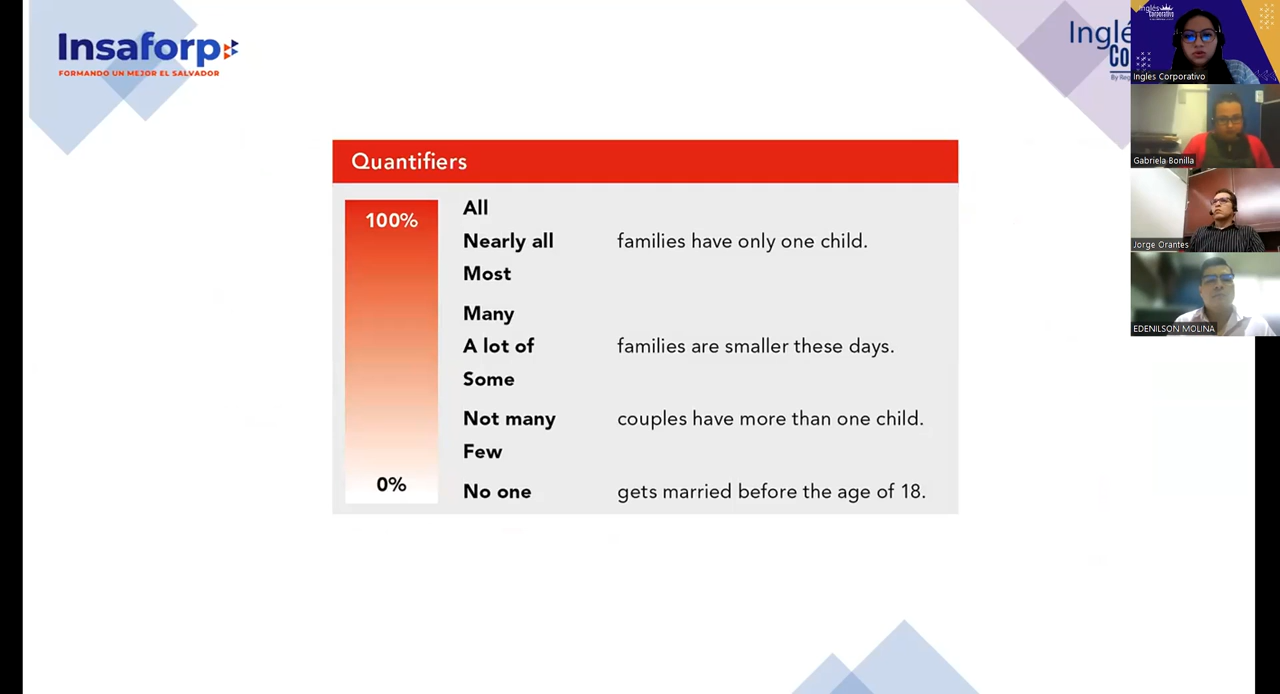 Insaforp
FORMANDO UN MEJOR EL SALVADOR
Quantifiers
100%
All
Nearly all families have only one child.
Most
Many
A lot of families are smaller these days.
Some
Not many couples have more than one child.
Few
0%
No one gets married before the age of 18.
Inglés
Corporativo
Ingles Corporativo
Gabriela Bonilla
Jorge Orantes
EDENILSON MOLINA